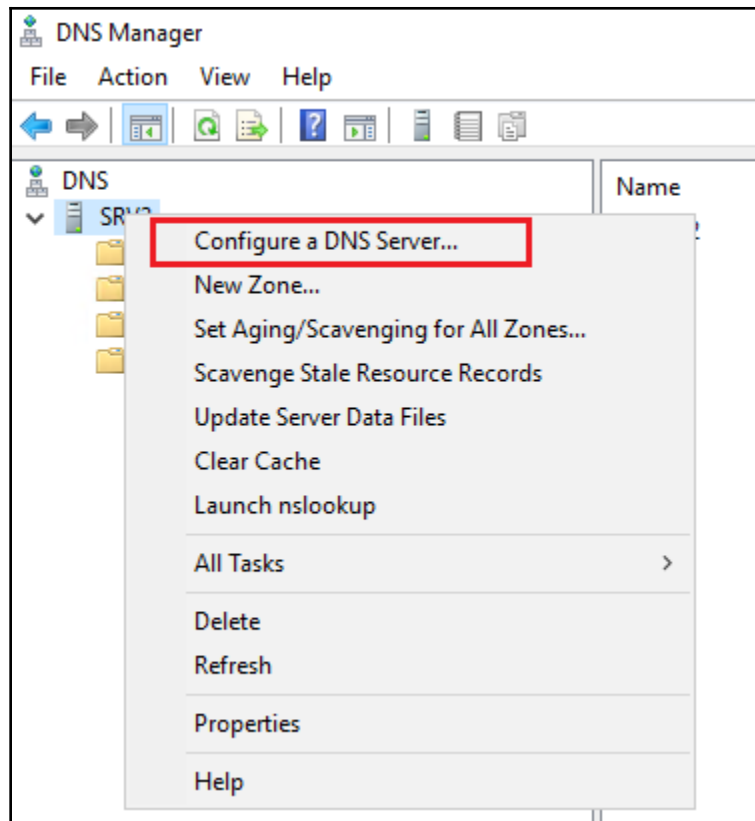 DNS Manager
File Action View Help
DNS
Name
Configure a DNS Server...
New Zone...
Set Aging/Scavenging for All Zones...
Scavenge Stale Resource Records
Update Server Data Files
Clear Cache
Launch nslookup
All Tasks
Delete
Refresh
Properties
Help